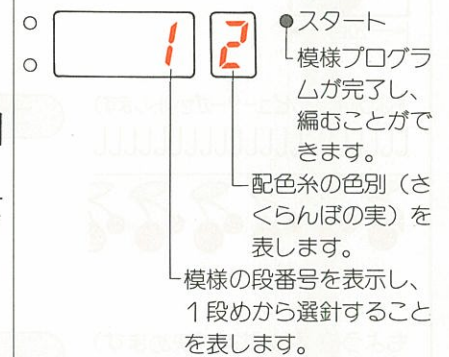 1 2
●スタート
模様プログラ
ムが完了し、
編むことがで
きます。
配色糸の色別（さ
くらんぼの実）を
表します。
模様の段番号を表示し、
１段めから選針すること
を表します。